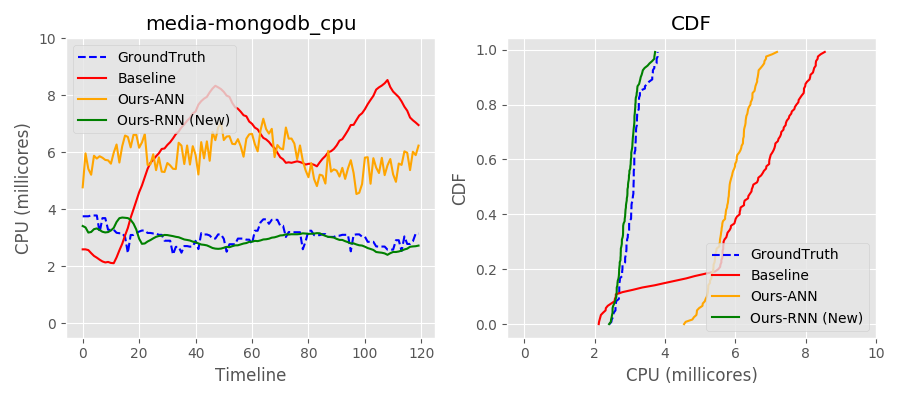 media-mongodb_cpu
CPU (millicores)
10
8
6
4
2
0
GroundTruth
Baseline
Ours-ANN
Ours-RNN (New)
0 20 40 60 80 100 120
Timeline
CDF
CDF
1.0
0.8
0.6
0.4
0.2
0.0
GroundTruth
Baseline
Ours-ANN
Ours-RNN (New)
0 2 4 6 8 10
CPU (millicores)